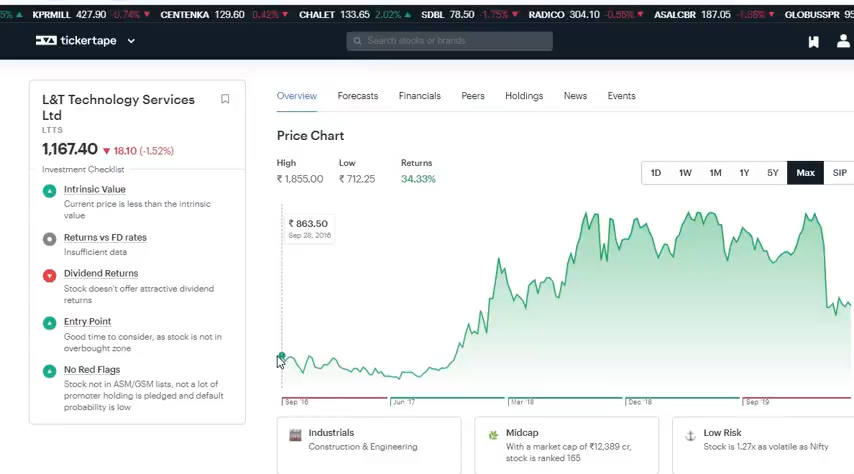 5% ▲ KPRMILL 427.90 0.74% ▼ CENTENKA 129.60 0.42% ▼ CHALET 133.65 2.02% ▲ SDBL 78.50 -1.75% ▼ RADICO 304.10 -0.56% ▼ ASALCBR 187.05 -1.86% ▼ GLOBUSSPR 95
tickertape
Search stocks or brands
L&T Technology Services
Ltd
LTTS
1,167.40 ▼ 18.10 (-1.52%)
Investment Checklist
Intrinsic Value
Current price is less than the intrinsic
value
Returns vs FD rates
Insufficient data
Dividend Returns
Stock doesn't offer attractive dividend
returns
Entry Point
Good time to consider, as stock is not in
overbought zone
No Red Flags
Stock not in ASM/GSM lists, not a lot of
promoter holding is pledged and default
probability is low
Overview Forecasts Financials Peers Holdings News Events
Price Chart
High Low Returns
₹ 1,855.00 ₹ 712.25 34.33%
1D 1W 1M 1Y 5Y Max SIP
₹ 863.50
Sep 28, 2016
Sep '16 Jun '17 Mar '18 Dec '18 Sep '19
Industrials
Construction & Engineering
Midcap
With a market cap of ₹12,389 cr,
stock is ranked 165
Low Risk
Stock is 1.27x as volatile as Nifty